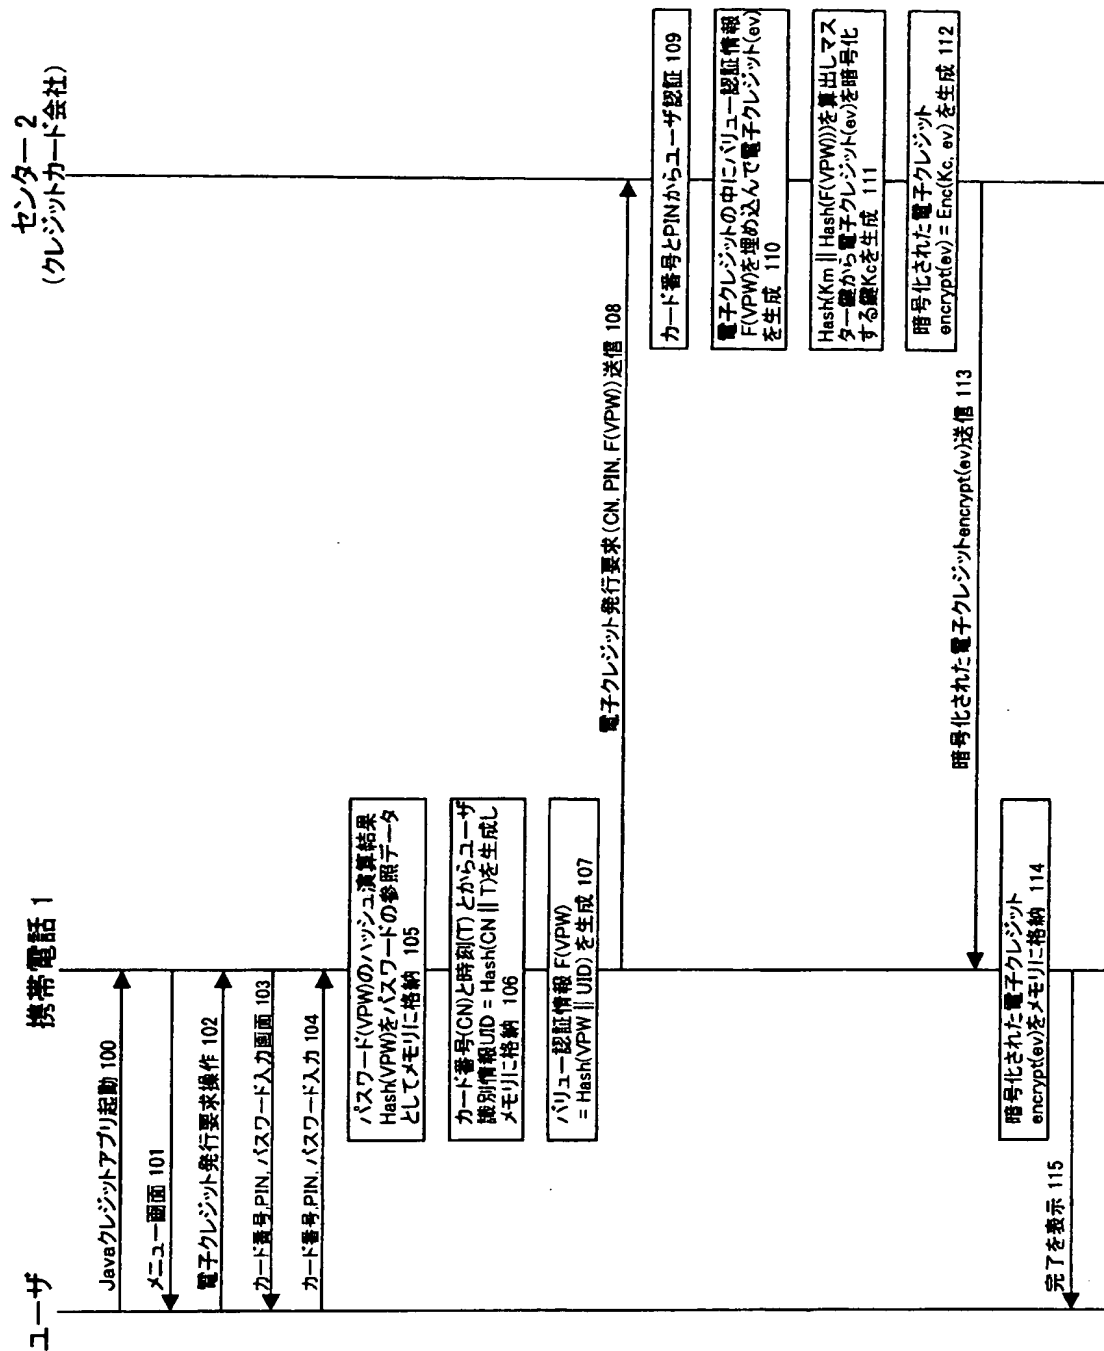 ユーザ
携帯電話 1
センター 2
(クレジットカード会社)
Javaクレジットアプリ起動 100
メニュー画面 101
電子クレジット発行要求操作 102
カード番号,PIN, パスワード入力画面 103
カード番号,PIN, パスワード入力 104
パスワード(VPW)のハッシュ演算結果
Hash(VPW)をパスワードの参照データ
としてメモリに格納 105
カード番号(CN)と時刻(T)とからユーザ
識別情報UID = Hash(CN || T)を生成し
メモリに格納 106
バリュー認証情報 F(VPW)
= Hash(VPW || UID) を生成 107
電子クレジット発行要求(CN, PIN, F(VPW))送信 108
カード番号とPINからユーザ認証 109
電子クレジットの中にバリュー認証情報
F(VPW)を埋め込んで電子クレジット(ev)
を生成 110
Hash(Km || Hash(F(VPW)))を算出しマス
ター鍵から電子クレジット(ev)を暗号化
する鍵Kcを生成 111
暗号化された電子クレジット
encrypt(ev) = Enc(Kc, ev) を生成 112
暗号化された電子クレジットencrypt(ev)送信 113
暗号化された電子クレジット
encrypt(ev)をメモリに格納 114
完了を表示 115